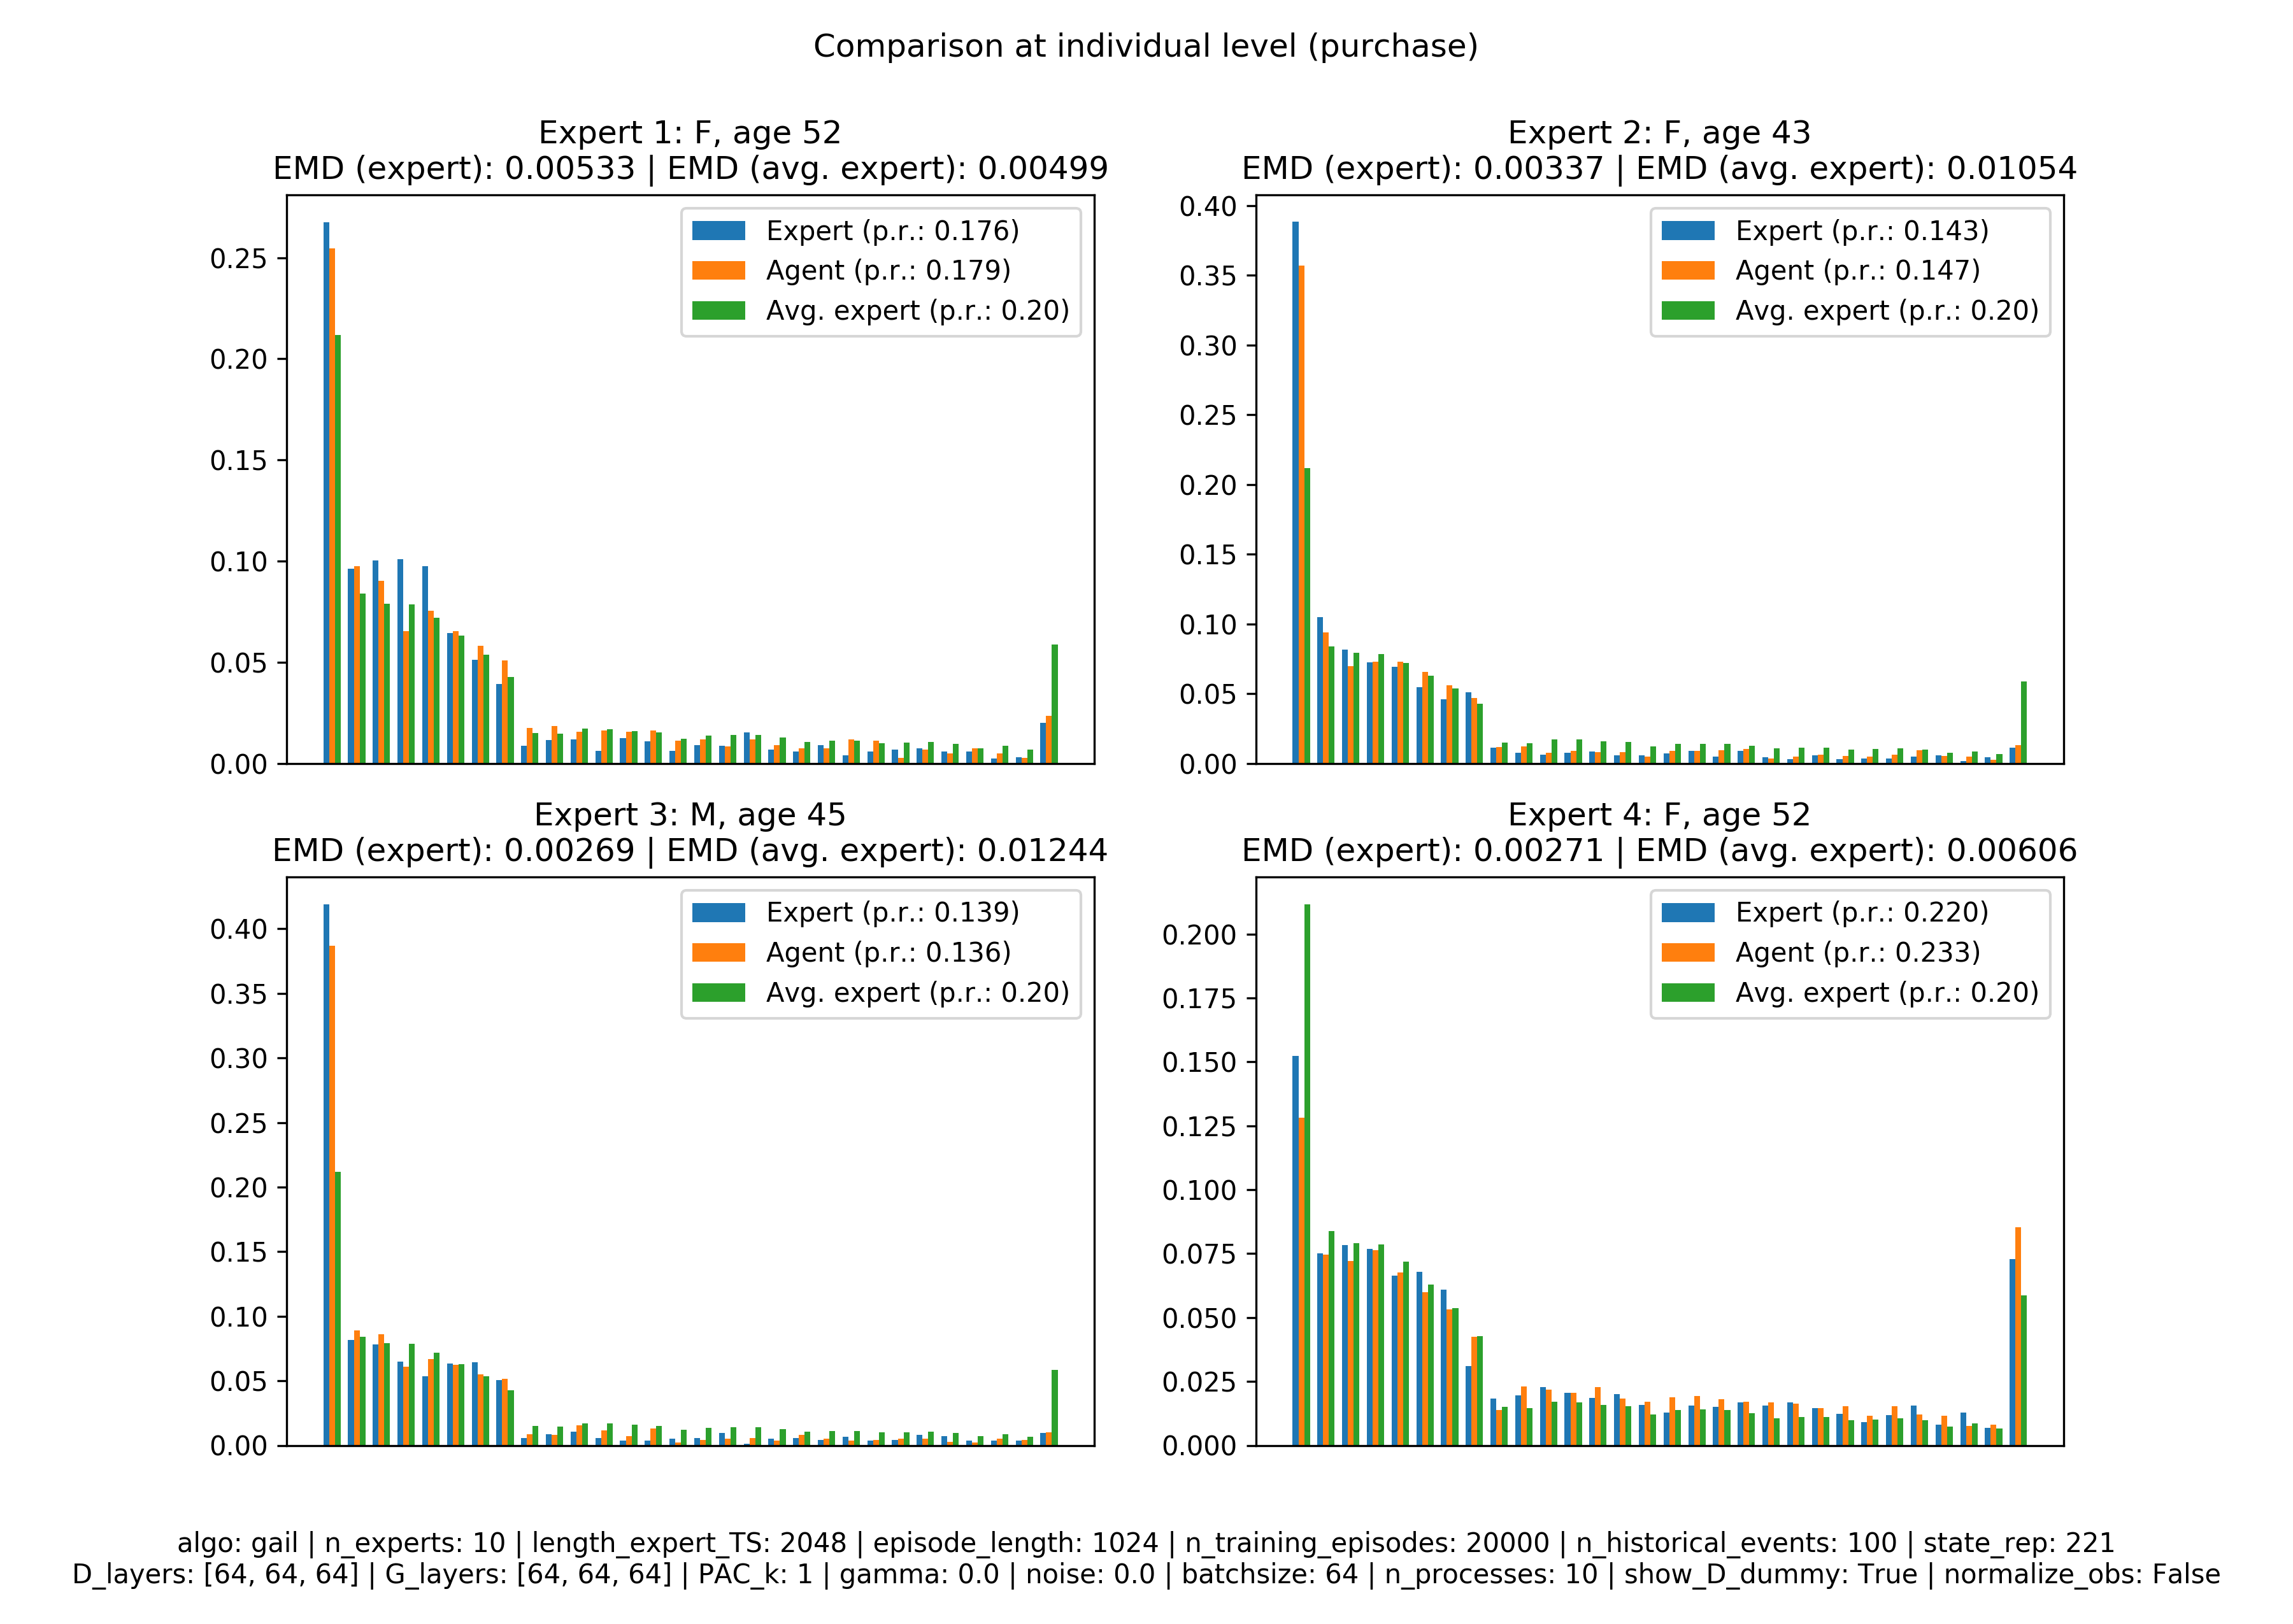 Comparison at individual level (purchase)
Expert 1: F, age 52
EMD (expert): 0.00533 | EMD (avg. expert): 0.00499
Expert (p.r.: 0.176)
Agent (p.r.: 0.179)
Avg. expert (p.r.: 0.20)
0.25
0.20
0.15
0.10
0.05
0.00
Expert 2: F, age 43
EMD (expert): 0.00337 | EMD (avg. expert): 0.01054
Expert (p.r.: 0.143)
Agent (p.r.: 0.147)
Avg. expert (p.r.: 0.20)
0.40
0.35
0.30
0.25
0.20
0.15
0.10
0.05
0.00
Expert 3: M, age 45
EMD (expert): 0.00269 | EMD (avg. expert): 0.01244
Expert (p.r.: 0.139)
Agent (p.r.: 0.136)
Avg. expert (p.r.: 0.20)
0.40
0.35
0.30
0.25
0.20
0.15
0.10
0.05
0.00
Expert 4: F, age 52
EMD (expert): 0.00271 | EMD (avg. expert): 0.00606
Expert (p.r.: 0.220)
Agent (p.r.: 0.233)
Avg. expert (p.r.: 0.20)
0.200
0.175
0.150
0.125
0.100
0.075
0.050
0.025
0.000
algo: gail | n_experts: 10 | length_expert_TS: 2048 | episode_length: 1024 | n_training_episodes: 20000 | n_historical_events: 100 | state_rep: 221
D_layers: [64, 64, 64] | G_layers: [64, 64, 64] | PAC_k: 1 | gamma: 0.0 | noise: 0.0 | batchsize: 64 | n_processes: 10 | show_D_dummy: True | normalize_obs: False